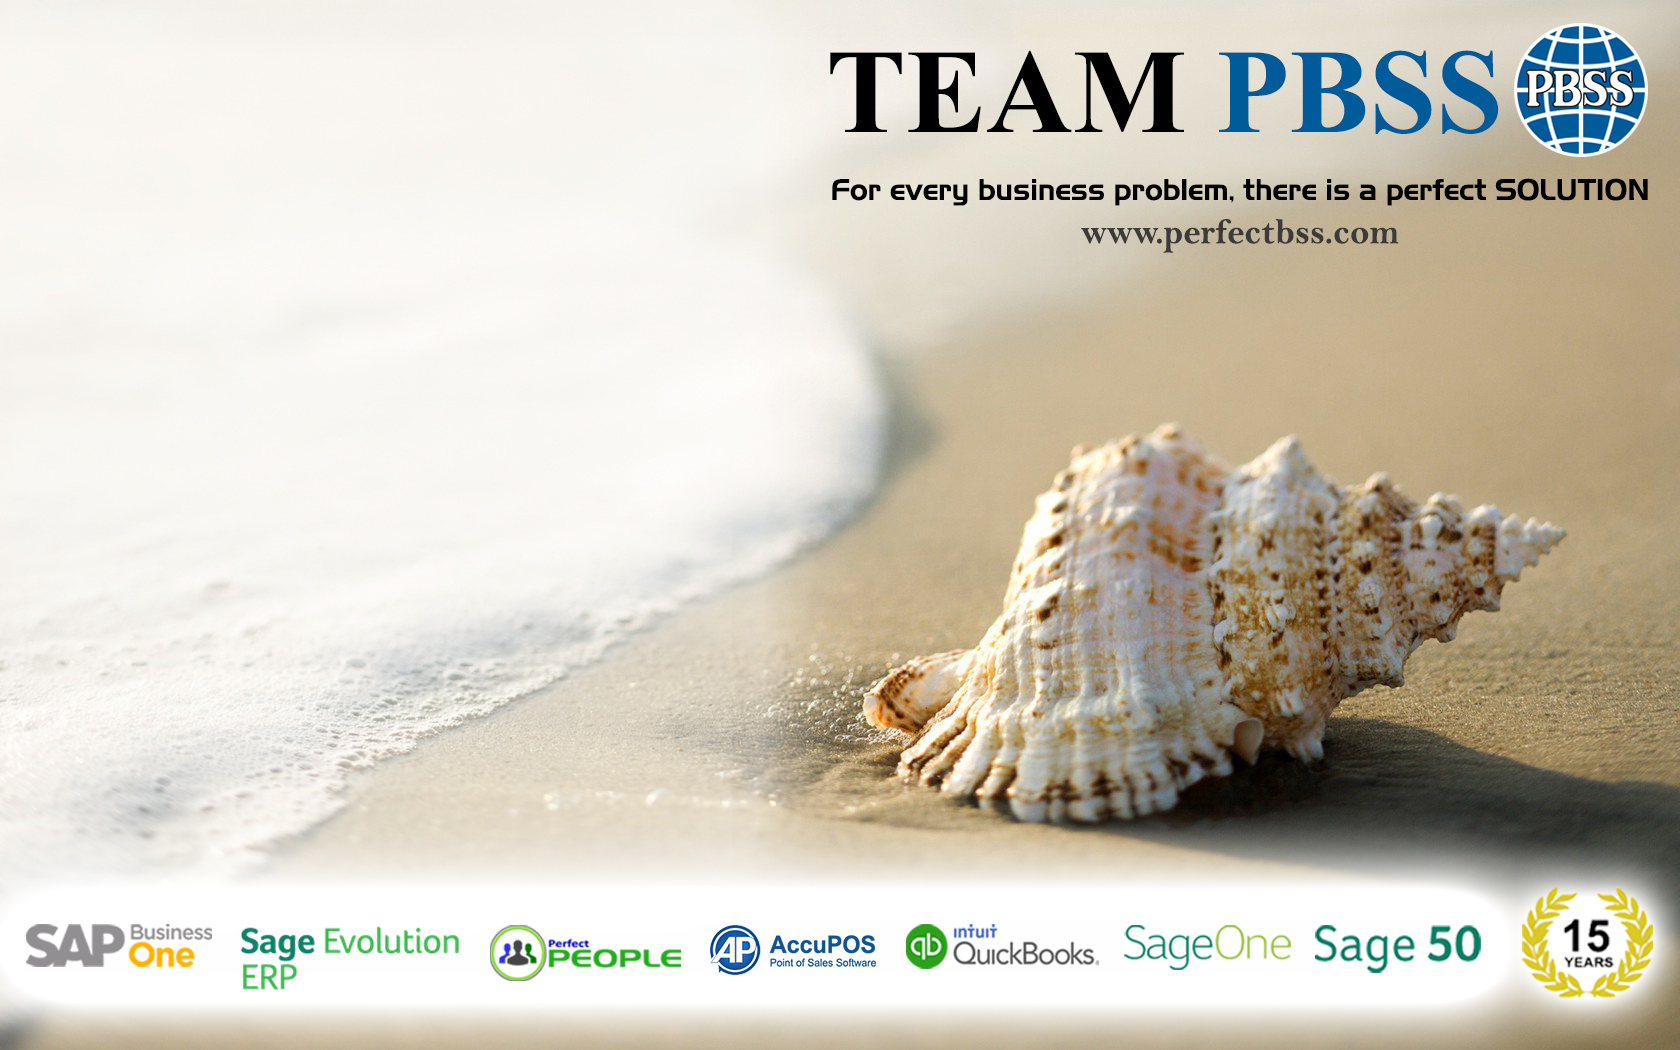 TEAM PBSS
PBSS
For every business problem, there is a perfect SOLUTION
www.perfectbss.com
SAP Business One
Sage Evolution
ERP
Perfect
PEOPLE
AP
AccuPOS
Point of Sales Software
qb
intuit
QuickBooks.
SageOne
Sage 50
15
YEARS